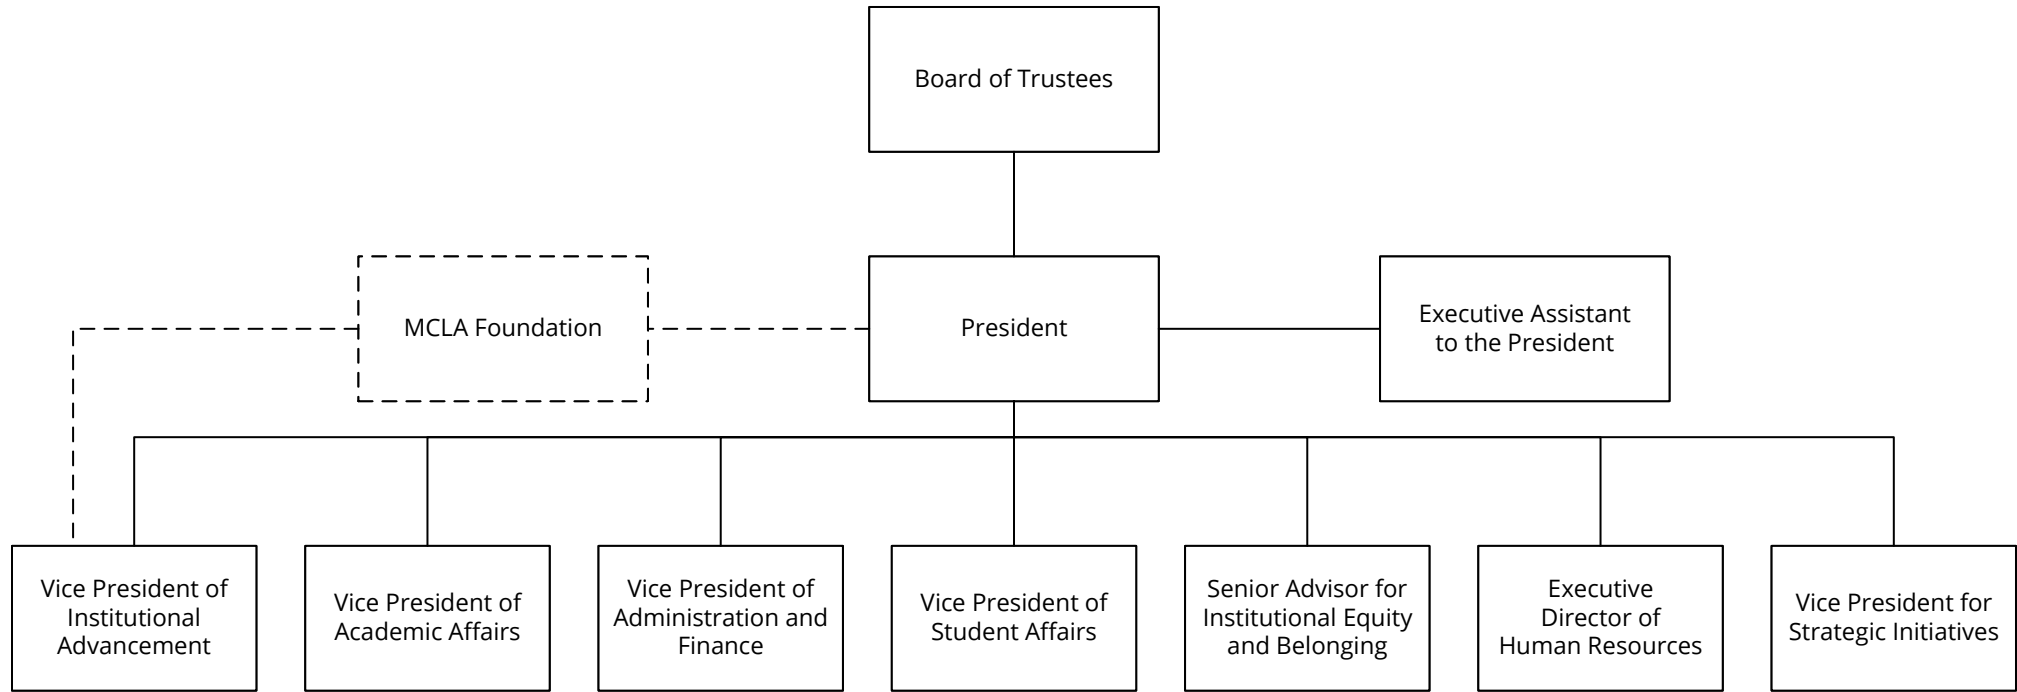 Board of Trustees
MCLA Foundation
President
Executive Assistant
to the President
Vice President of
Institutional
Advancement
Vice President of
Academic Affairs
Vice President of
Administration and
Finance
Vice President of
Student Affairs
Senior Advisor for
Institutional Equity
and Belonging
Executive
Director of
Human Resources
Vice President for
Strategic Initiatives